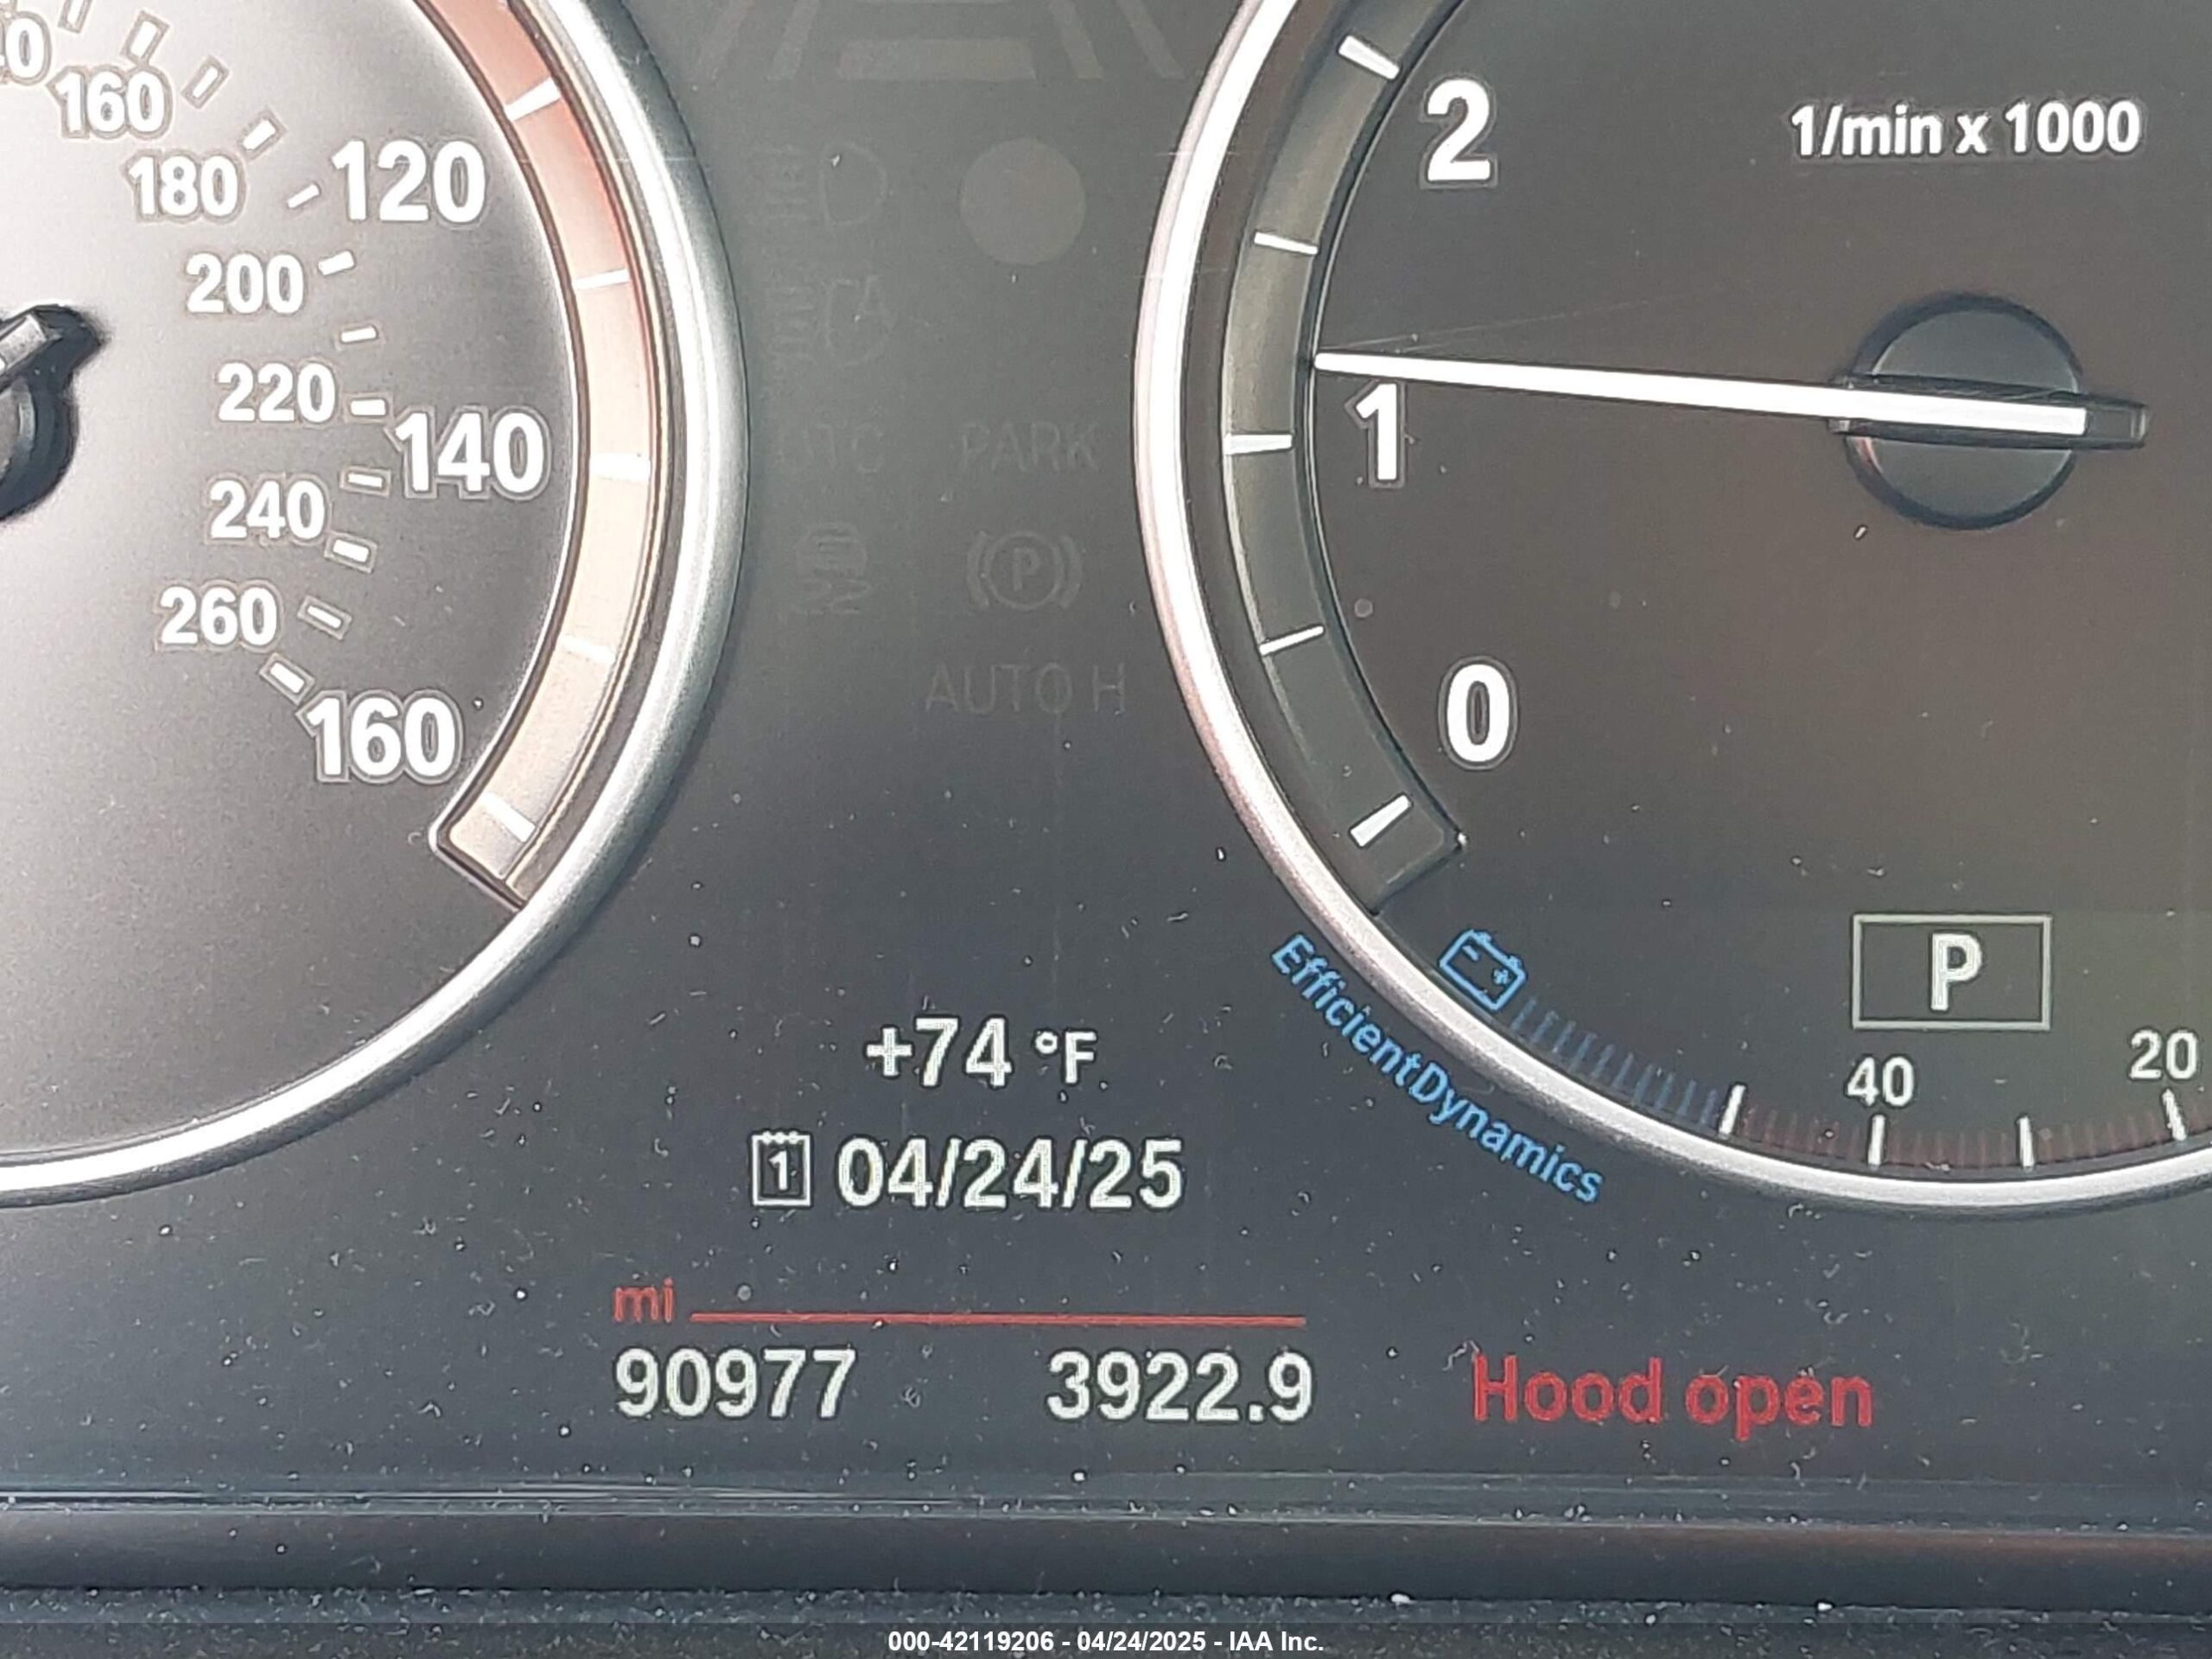 160
180
120
200
220
140
240
260
160
2
1/min x 1000
1
0
PARK
P
AUTO H
EfficientDynamics
P
40
20
+74 °F
1 04/24/25
mi
90977 3922.9
Hood open
000-42119206 - 04/24/2025 - IAA Inc.